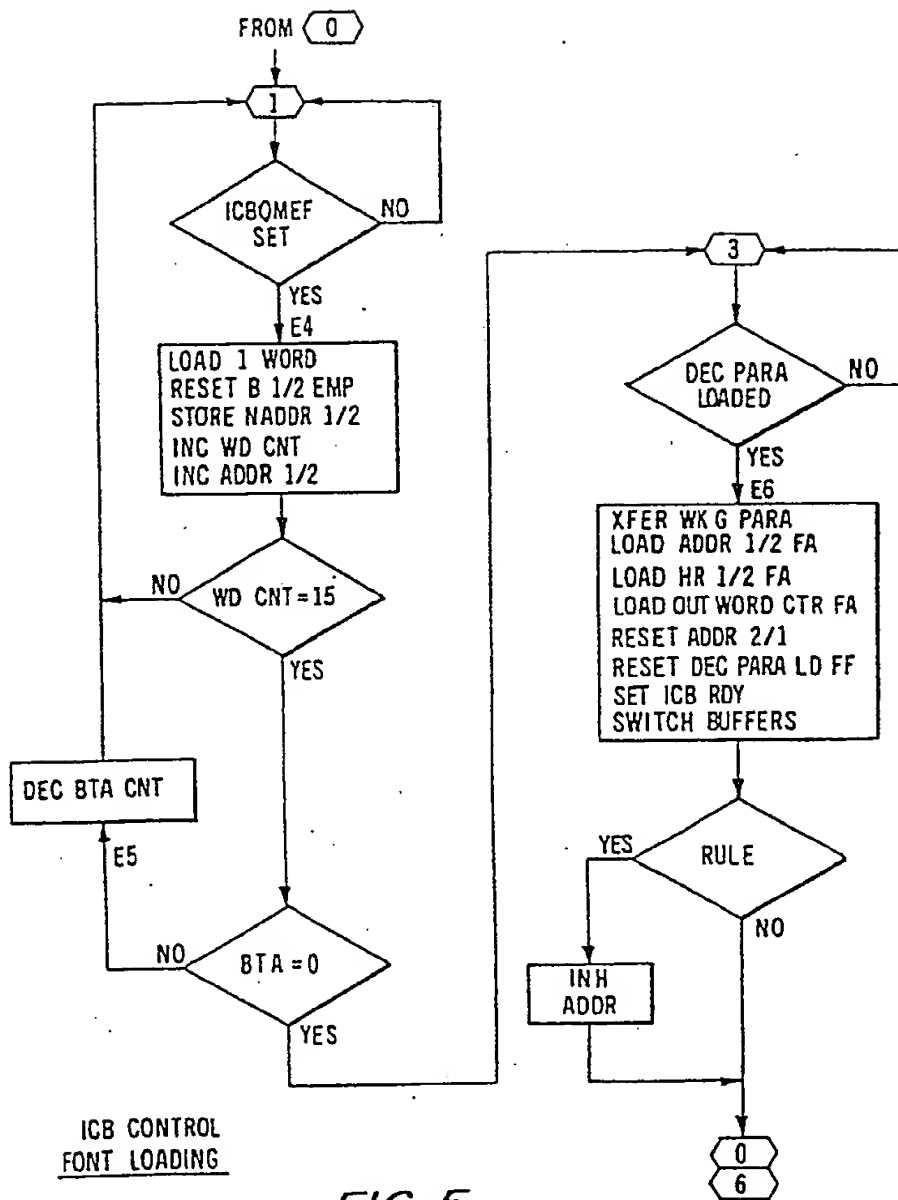 FROM 0
1
ICBOMEF
SET
NO
YES
E4
LOAD 1 WORD
RESET B 1/2 EMP
STORE NADDR 1/2
INC WD CNT
INC ADDR 1/2
NO
WD CNT=15
YES
DEC BTA CNT
E5
NO
BTA=0
YES
3
DEC PARA
LOADED
NO
YES
E6
XFER WKG PARA
LOAD ADDR 1/2 FA
LOAD HR 1/2 FA
LOAD OUT WORD CTR FA
RESET ADDR 2/1
RESET DEC PARA LD FF
SET ICB RDY
SWITCH BUFFERS
YES
RULE
NO
INH
ADDR
0
6
ICB CONTROL
FONT LOADING
FIG. 5